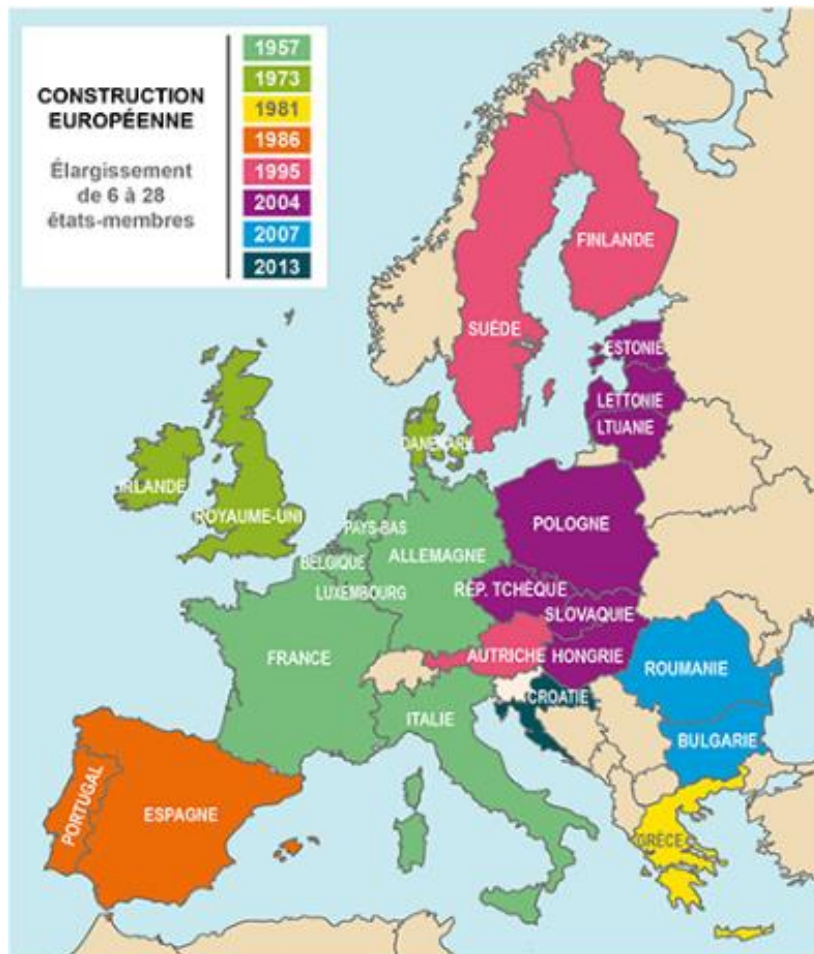 CONSTRUCTION
EUROPÉENNE
Élargissement
de 6 à 28
états-membres
1957
1973
1981
1986
1995
2004
2007
2013
FINLANDE
SUÉDE
ESTONIE
LETTONIE
LTUANIE
DANEMARK
IRLANDE
ROYAUME-UNI
PAYS-BAS
POLOGNE
ALLEMAGNE
BELGIQUE
RÉP. TCHÈQUE
LUXEMBOURG
SLOVAQUIE
FRANCE
AUTRICHE
HONGRIE
ROUMANIE
CROATIE
ITALIE
BULGARIE
PORTUGAL
ESPAGNE
GRÈCE